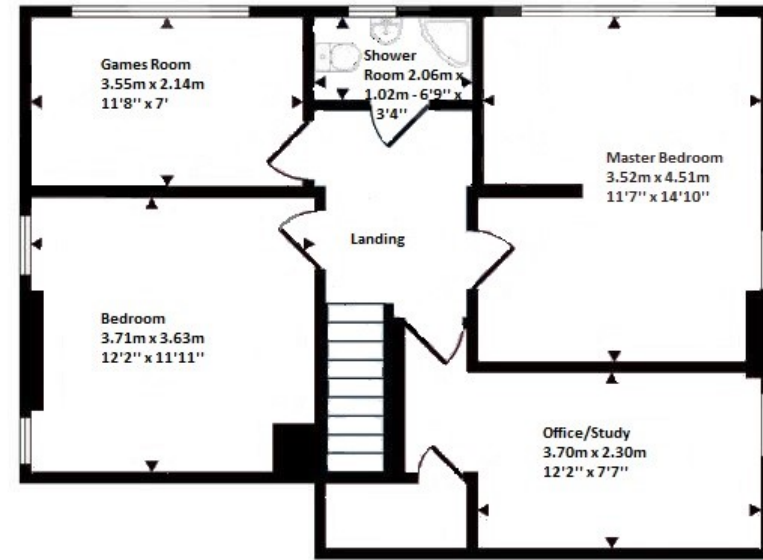 Games Room
3.55m x 2.14m
11'8'' x 7'
Shower
Room 2.06m x
1.02m - 6'9'' x
3'4''
Master Bedroom
3.52m x 4.51m
11'7'' x 14'10''
Landing
Bedroom
3.71m x 3.63m
12'2'' x 11'11''
Office/Study
3.70m x 2.30m
12'2'' x 7'7''